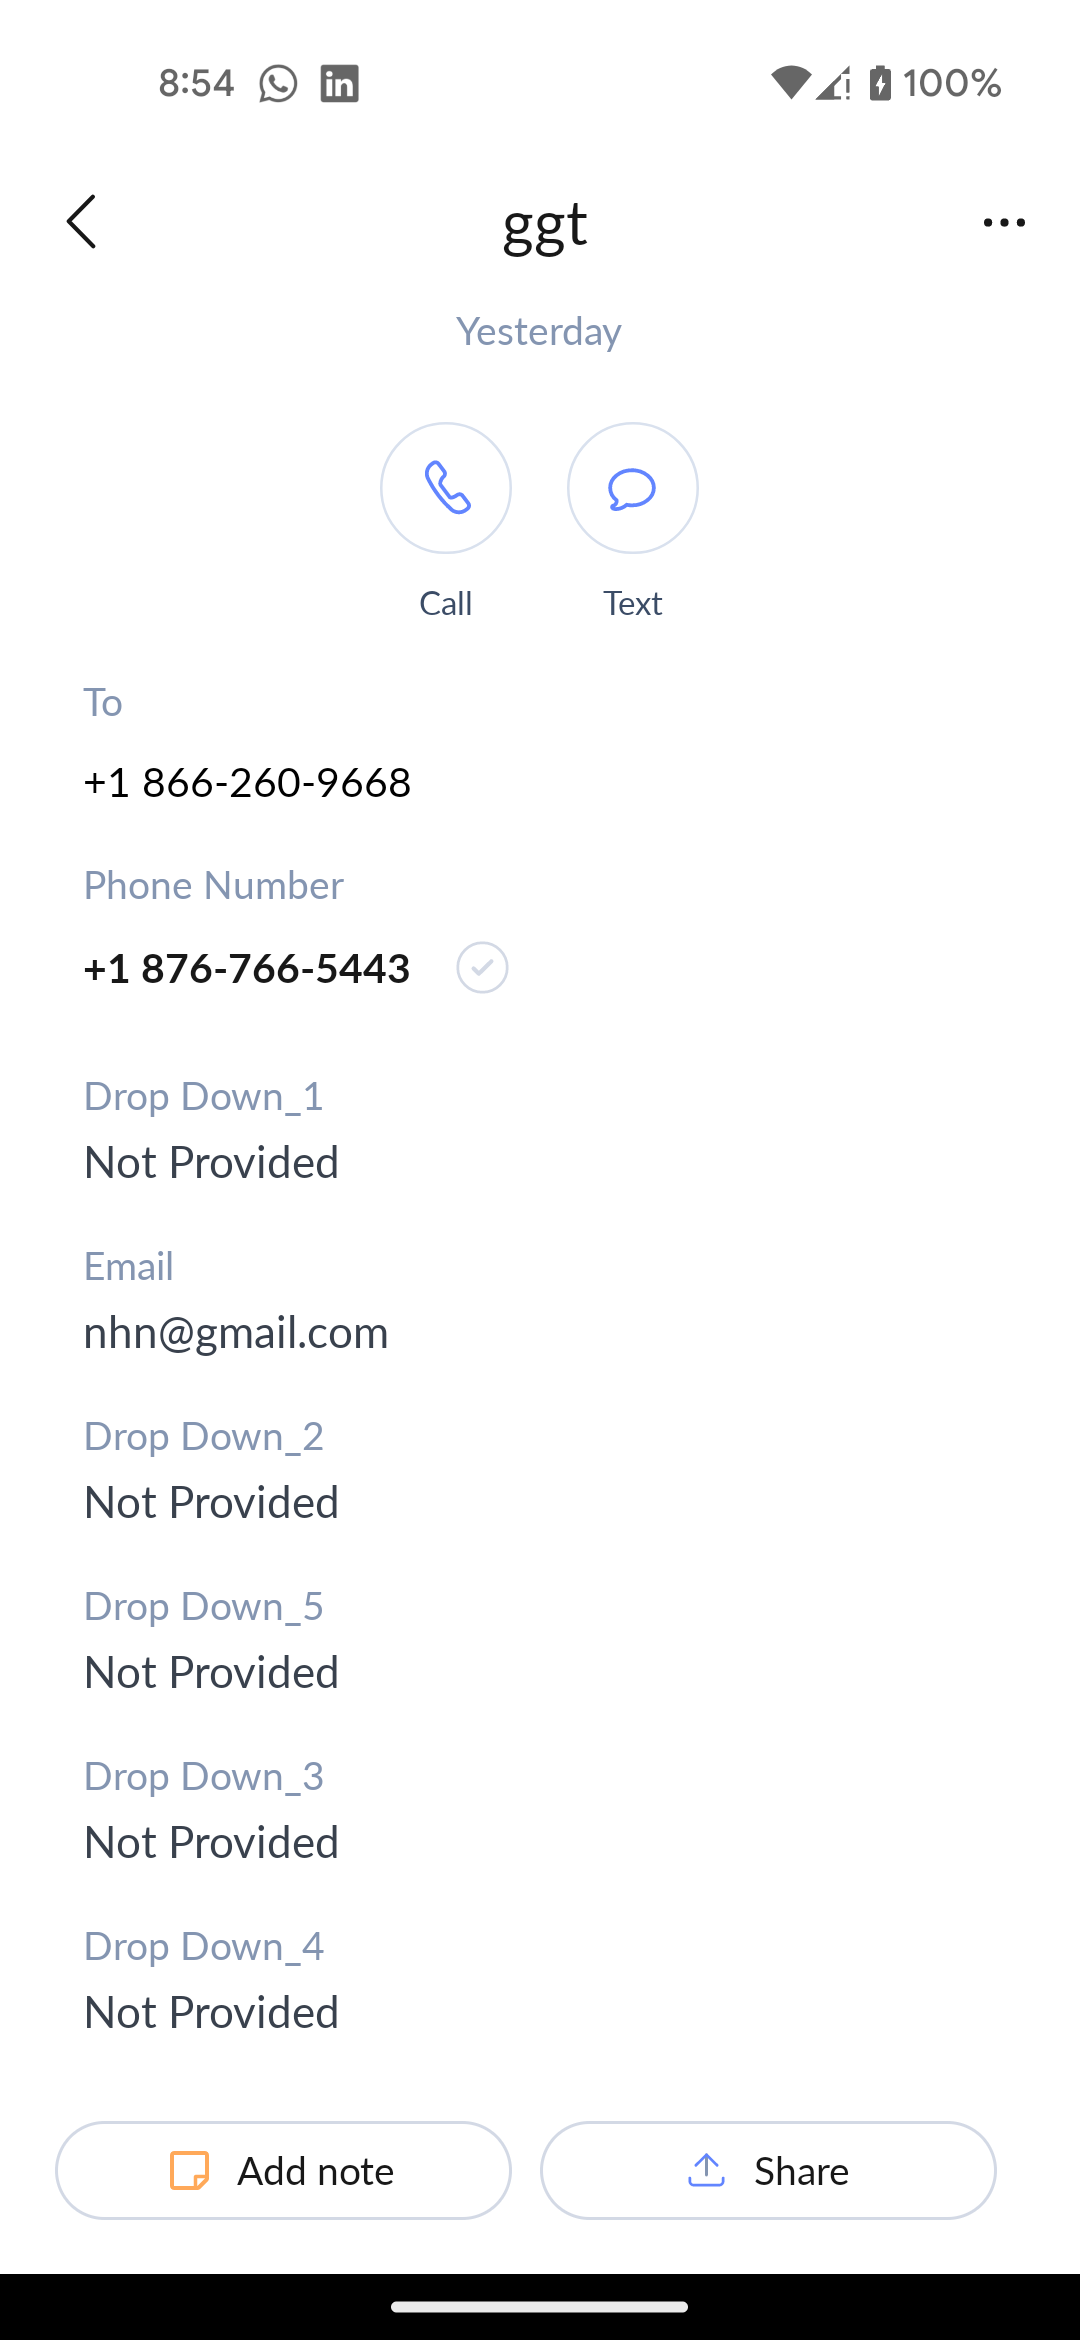 8:54 100%
ggt
Yesterday
Call Text
To
+1 866-260-9668
Phone Number
+1 876-766-5443
Drop Down_1
Not Provided
Email
nhn@gmail.com
Drop Down_2
Not Provided
Drop Down_5
Not Provided
Drop Down_3
Not Provided
Drop Down_4
Not Provided
Add note Share